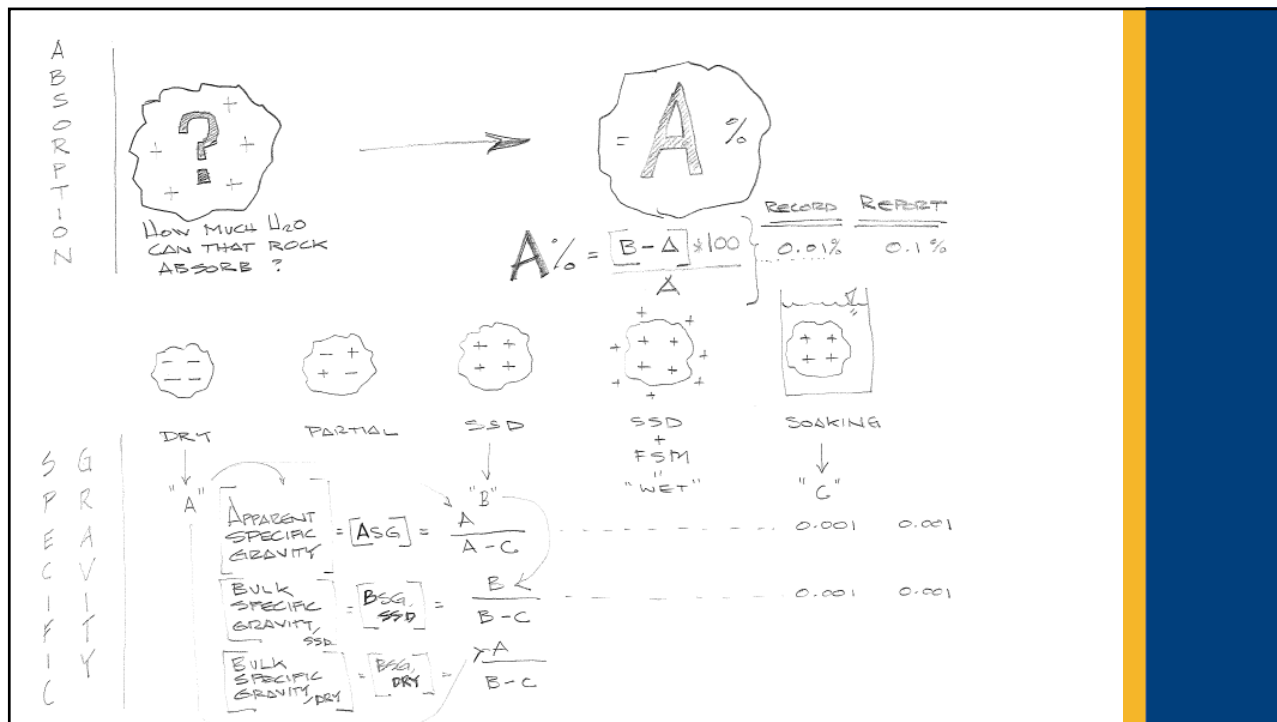 ABSORPTION
?
= A %
HOW MUCH H₂O
CAN THAT ROCK
ABSORB ?
RECORD REPORT
A% = [B - A] * 100 / A } 0.01% 0.1%
DRY
PARTIAL
SSD
SSD
+
FSM
"WET"
SOAKING
SPECIFIC GRAVITY
"A"
"B"
"C"
[APPARENT
SPECIFIC
GRAVITY] = [ASG] = A / A - C 0.001 0.001
[BULK
SPECIFIC
GRAVITY, SSD] = [BSG, SSD] = B / B - C 0.001 0.001
[BULK
SPECIFIC
GRAVITY, DRY] = [BSG, DRY] = A / B - C